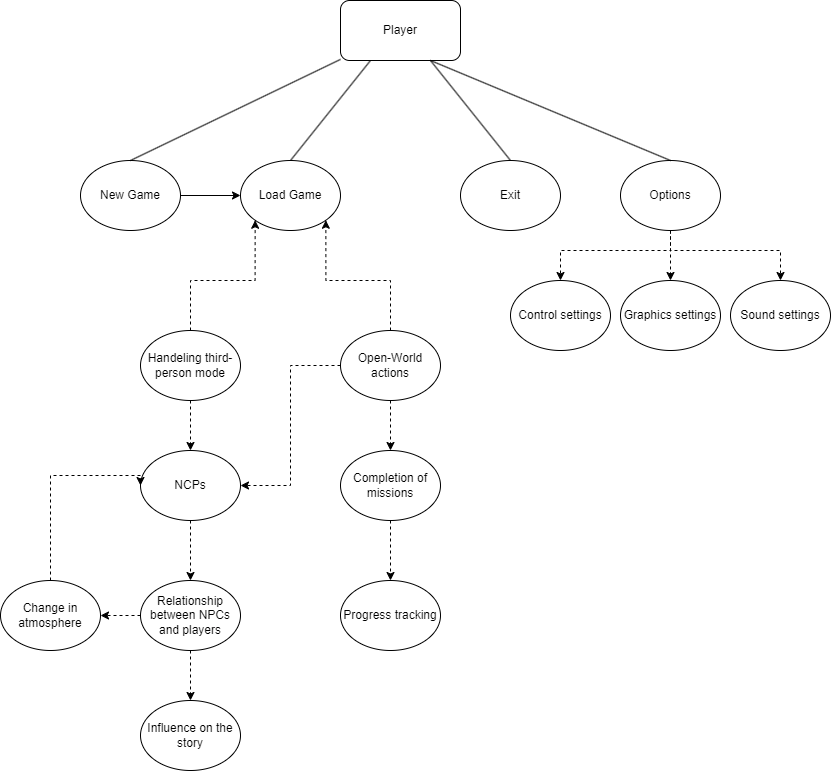 Player
New Game
Load Game
Exit
Options
Control settings
Graphics settings
Sound settings
Handeling third-
person mode
Open-World
actions
NCPs
Completion of
missions
Change in
atmosphere
Relationship
between NPCs
and players
Progress tracking
Influence on the
story